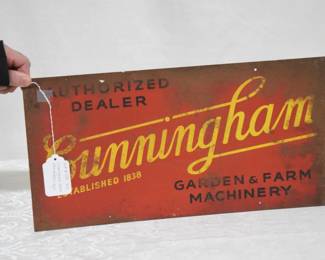 AUTHORIZED
DEALER
Cunningham
ESTABLISHED 1838
GARDEN & FARM
MACHINERY